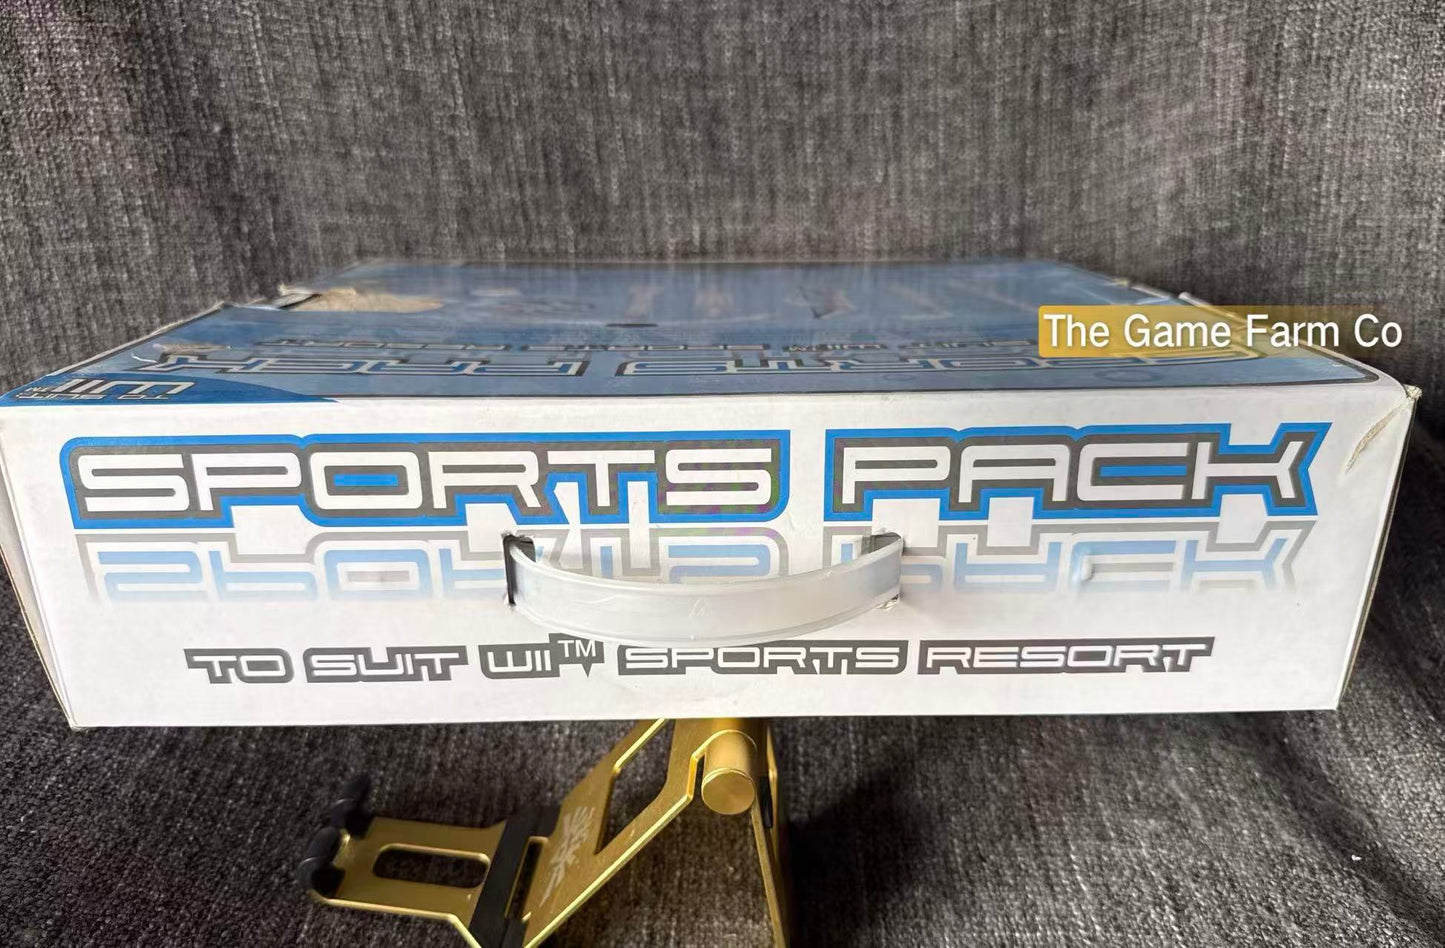 The Game Farm Co
SPORTS PACK
TO SUIT WII™ SPORTS RESORT